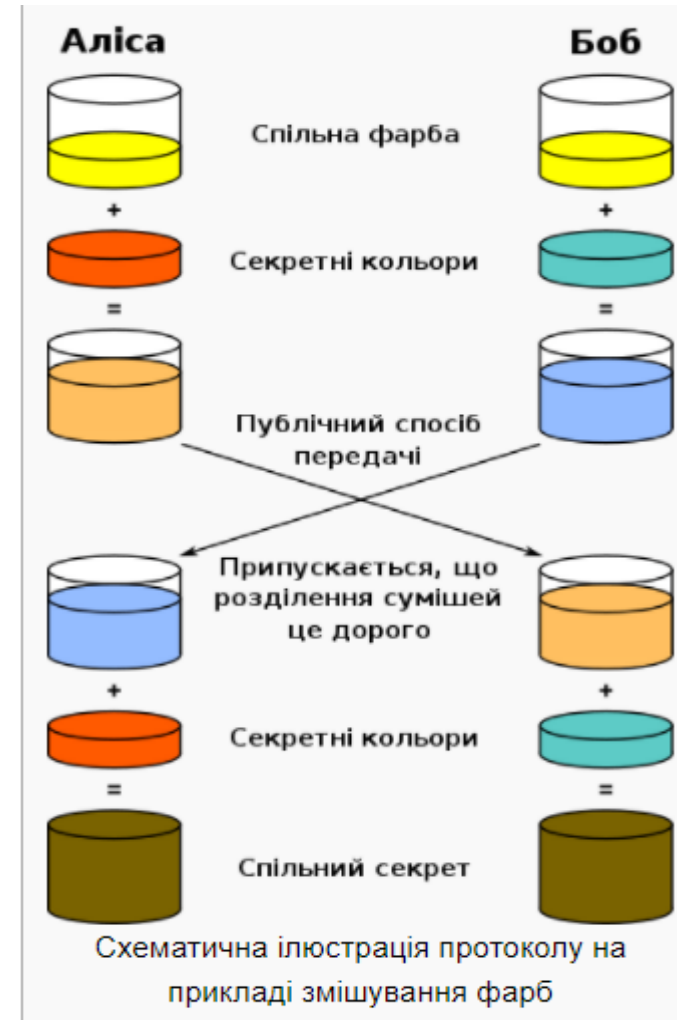 Аліса Боб
Спільна фарба
+ +
Секретні кольори
= =
Публічний спосіб
передачі
Припускається, що
розділення сумішей
це дорого
+ +
Секретні кольори
= =
Спільний секрет
Схематична ілюстрація протоколу на
прикладі змішування фарб